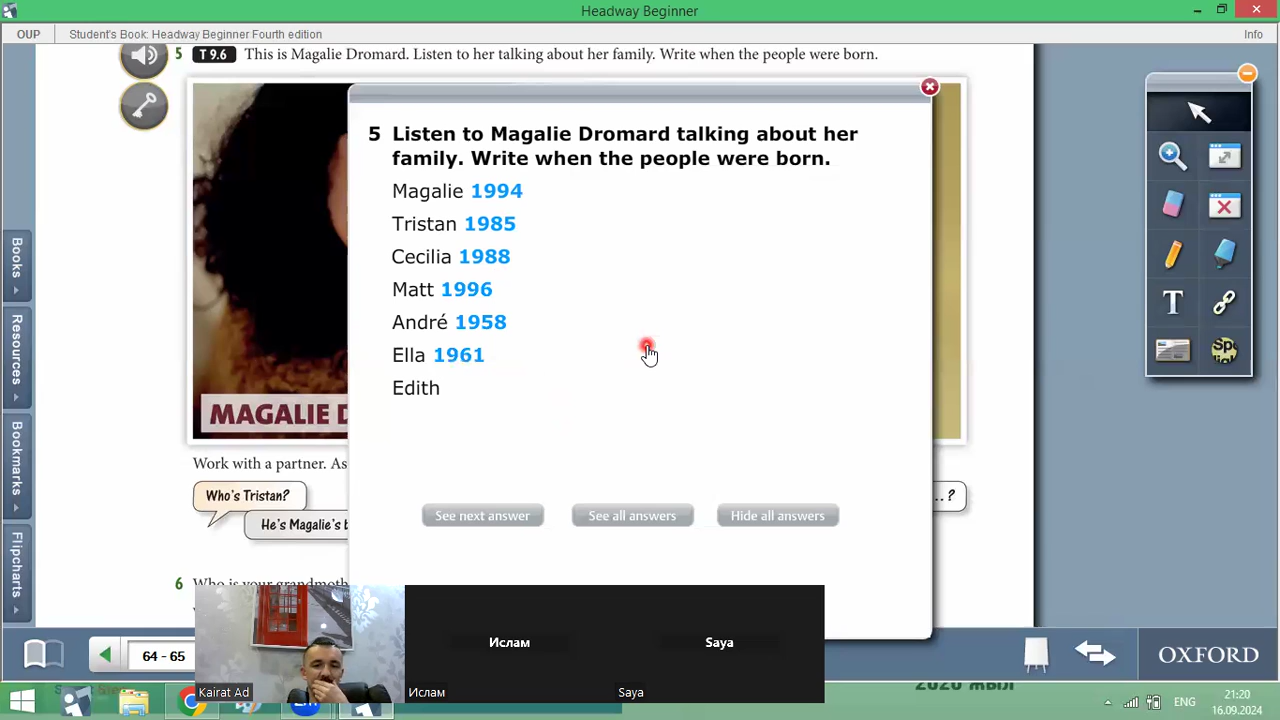 Headway Beginner
OUP
Student's Book: Headway Beginner Fourth edition
Info
5 T 9.6 This is Magalie Dromard. Listen to her talking about her family. Write when the people were born.
5 Listen to Magalie Dromard talking about her
family. Write when the people were born.
Magalie 1994
Tristan 1985
Cecilia 1988
Matt 1996
André 1958
Ella 1961
Edith
See next answer
See all answers
Hide all answers
Books
Resources
Bookmarks
Flipcharts
T
MAGALIE D
Work with a partner. As
Who's Tristan?
He's Magalie's b
...?
6 Who is your grandmoth
64 - 65
OXFORD
Kairat Ad
Ислам
Ислам
Saya
Saya
ENG
21:20
16.09.2024